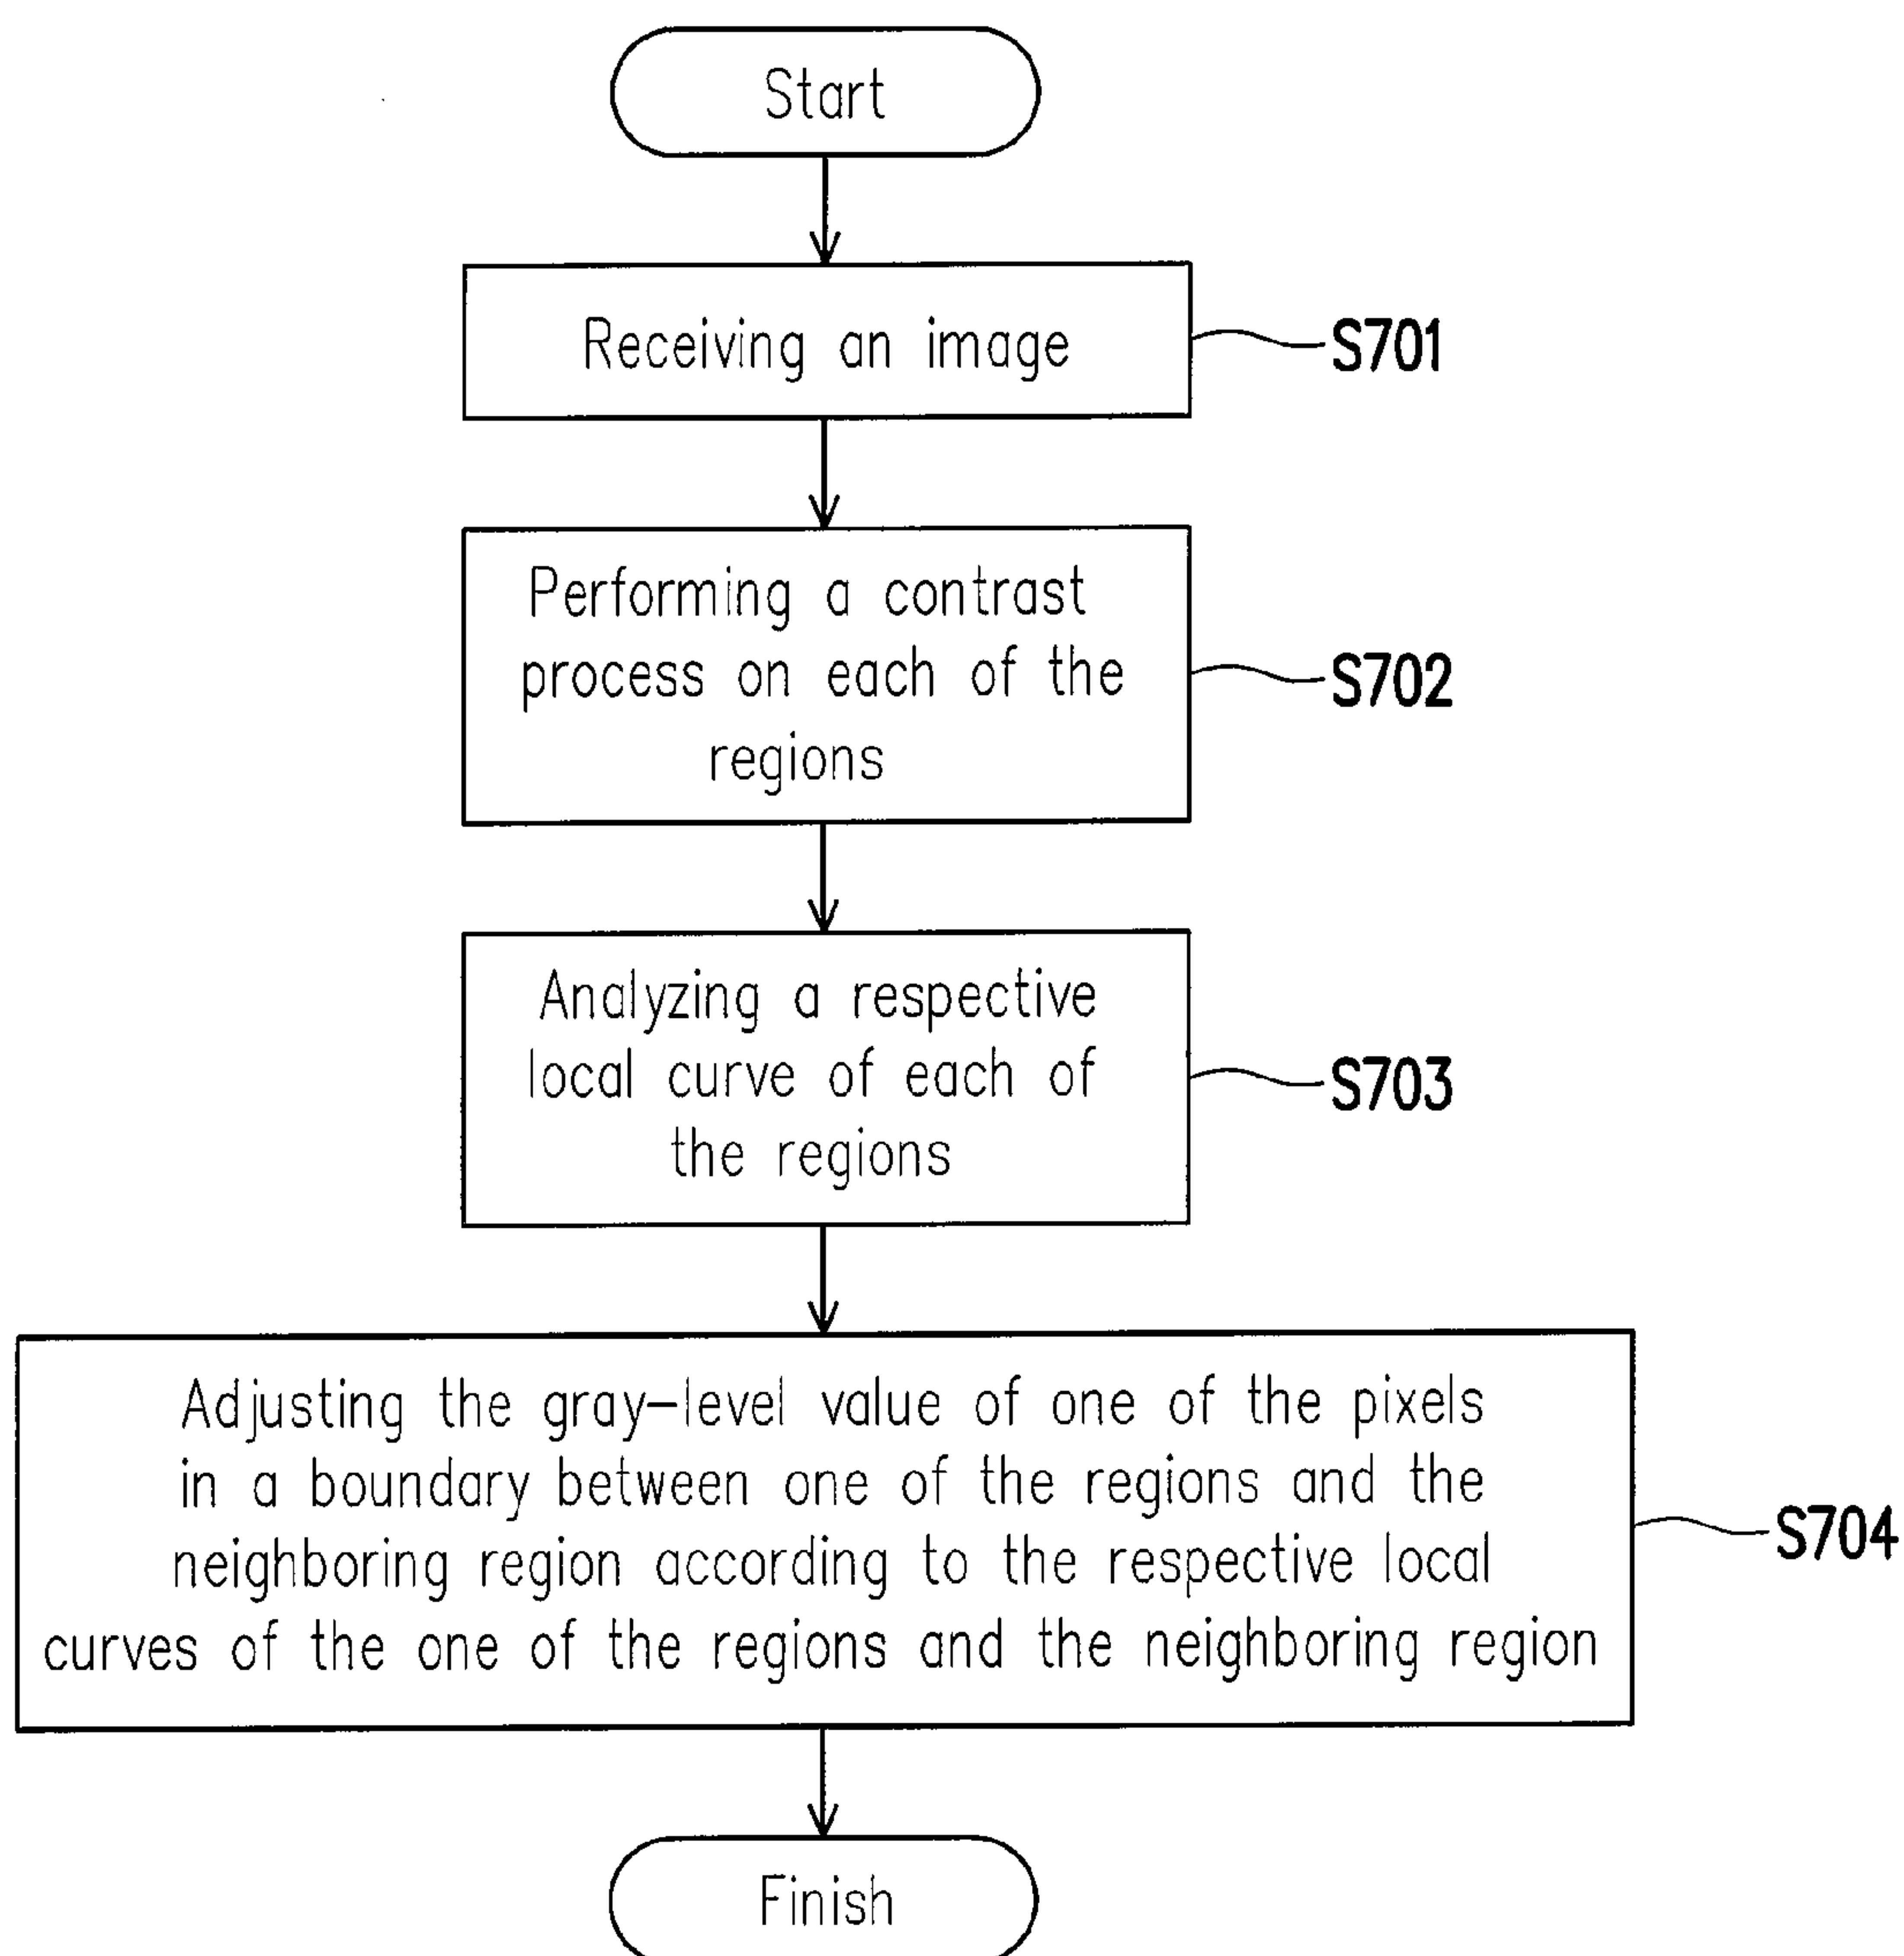 Start
Receiving an image
S701
Performing a contrast
process on each of the
regions
S702
Analyzing a respective
local curve of each of
the regions
S703
Adjusting the gray-level value of one of the pixels
in a boundary between one of the regions and the
neighboring region according to the respective local
curves of the one of the regions and the neighboring region
S704
Finish